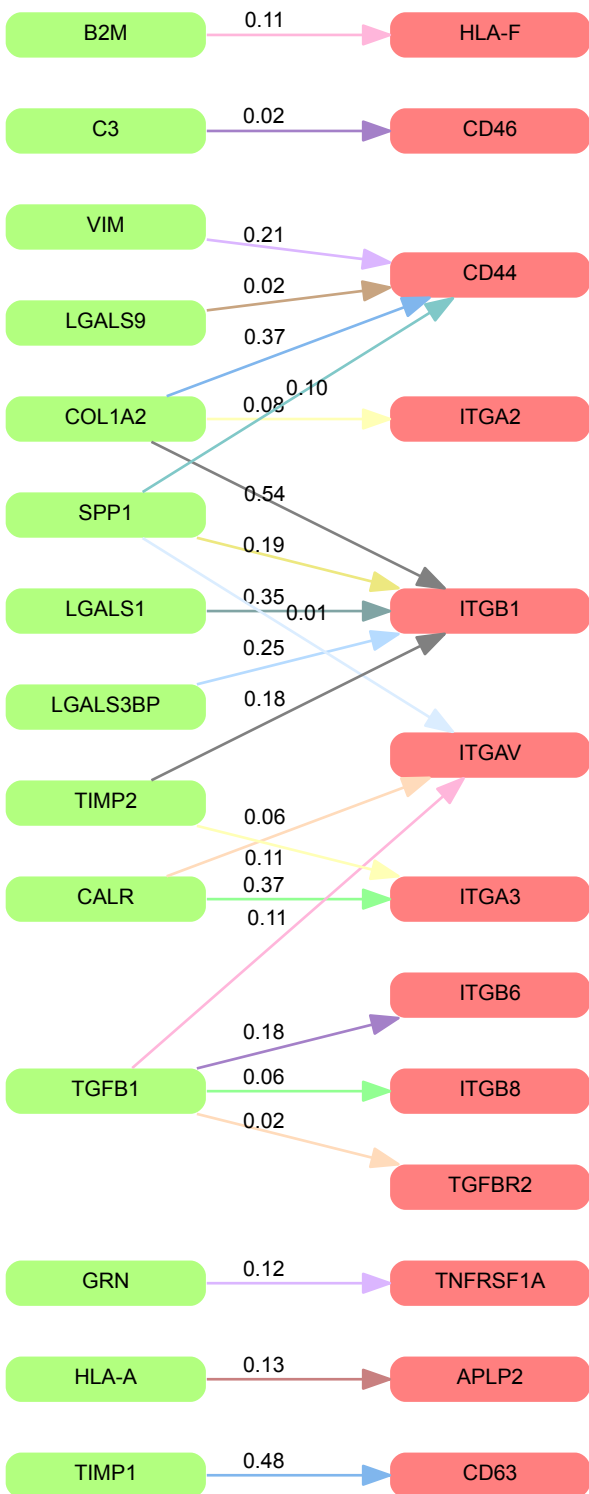 B2M 0.11 HLA-F
C3 0.02 CD46
VIM
0.21
CD44
LGALS9 0.02
0.37
0.10
COL1A2 0.08 ITGA2
0.54
SPP1
0.19
LGALS1 0.35 ITGB1
0.01
0.25
LGALS3BP 0.18
ITGAV
TIMP2
0.06
0.11
CALR 0.37 ITGA3
0.11
ITGB6
0.18
TGFB1 0.06 ITGB8
0.02
TGFBR2
GRN 0.12 TNFRSF1A
HLA-A 0.13 APLP2
TIMP1 0.48 CD63